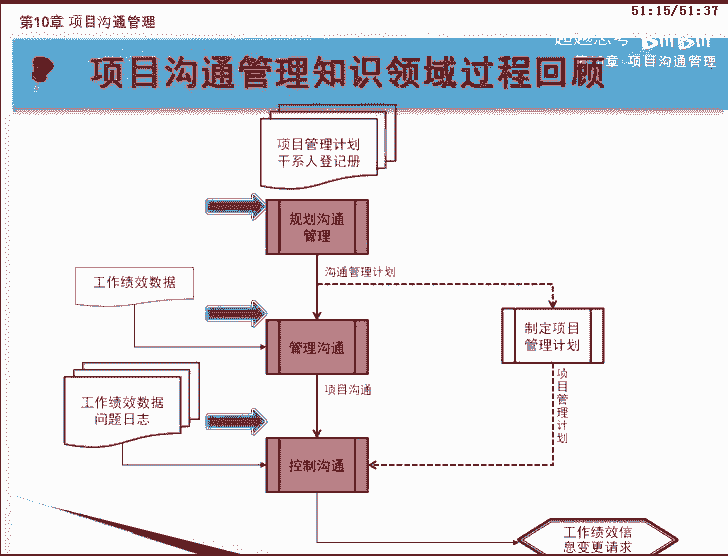 51:15/51:37
第10章 项目沟通管理
章 项目沟通管理
项目沟通管理知识领域过程回顾
项目管理计划
干系人登记册
规划沟通
管理
沟通管理计划
工作绩效数据
管理沟通
制定项目
管理计划
项目沟通
项目管理计划
工作绩效数据
问题日志
控制沟通
工作绩效信
息变更请求